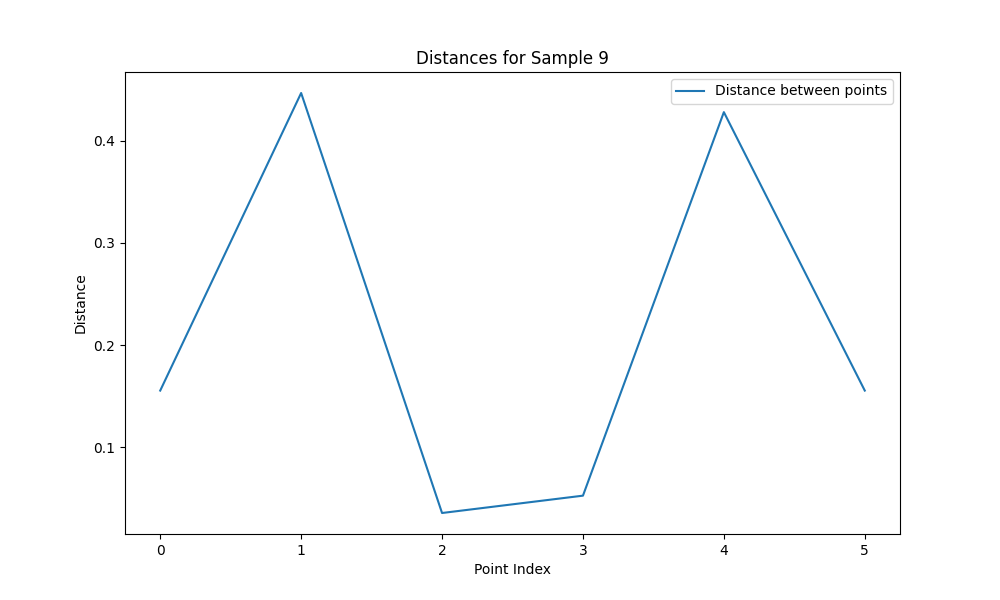 Distances for Sample 9
Distance between points
0.4
0.3
0.2
0.1
Distance
0 1 2 3 4 5
Point Index